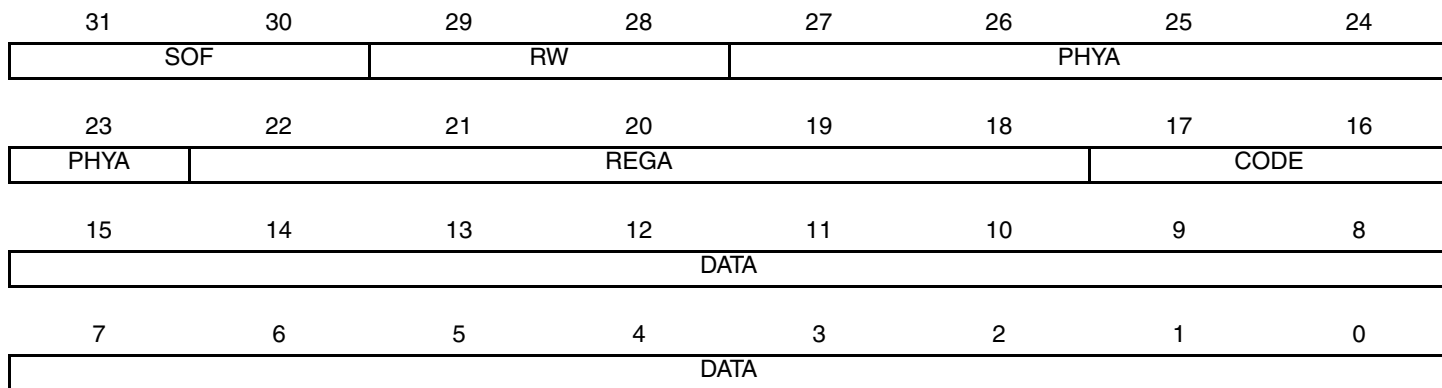 31 30 29 28 27 26 25 24
SOF RW PHYA
23 22 21 20 19 18 17 16
PHYA REGA CODE
15 14 13 12 11 10 9 8
DATA
7 6 5 4 3 2 1 0
DATA